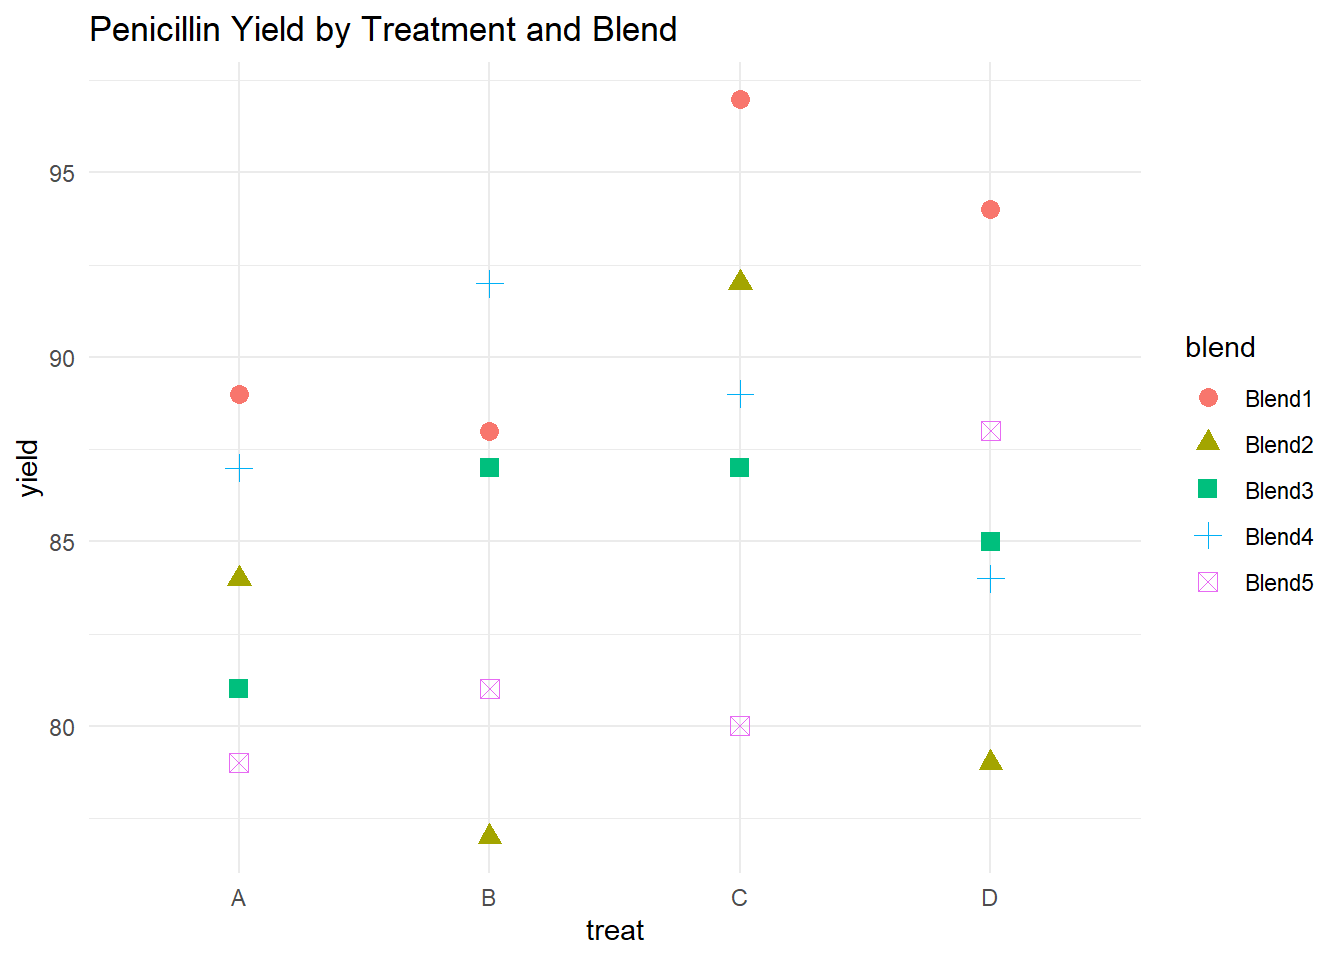 Penicillin Yield by Treatment and Blend
yield
95
90
85
80
A B C D
treat
blend
Blend1
Blend2
Blend3
Blend4
Blend5